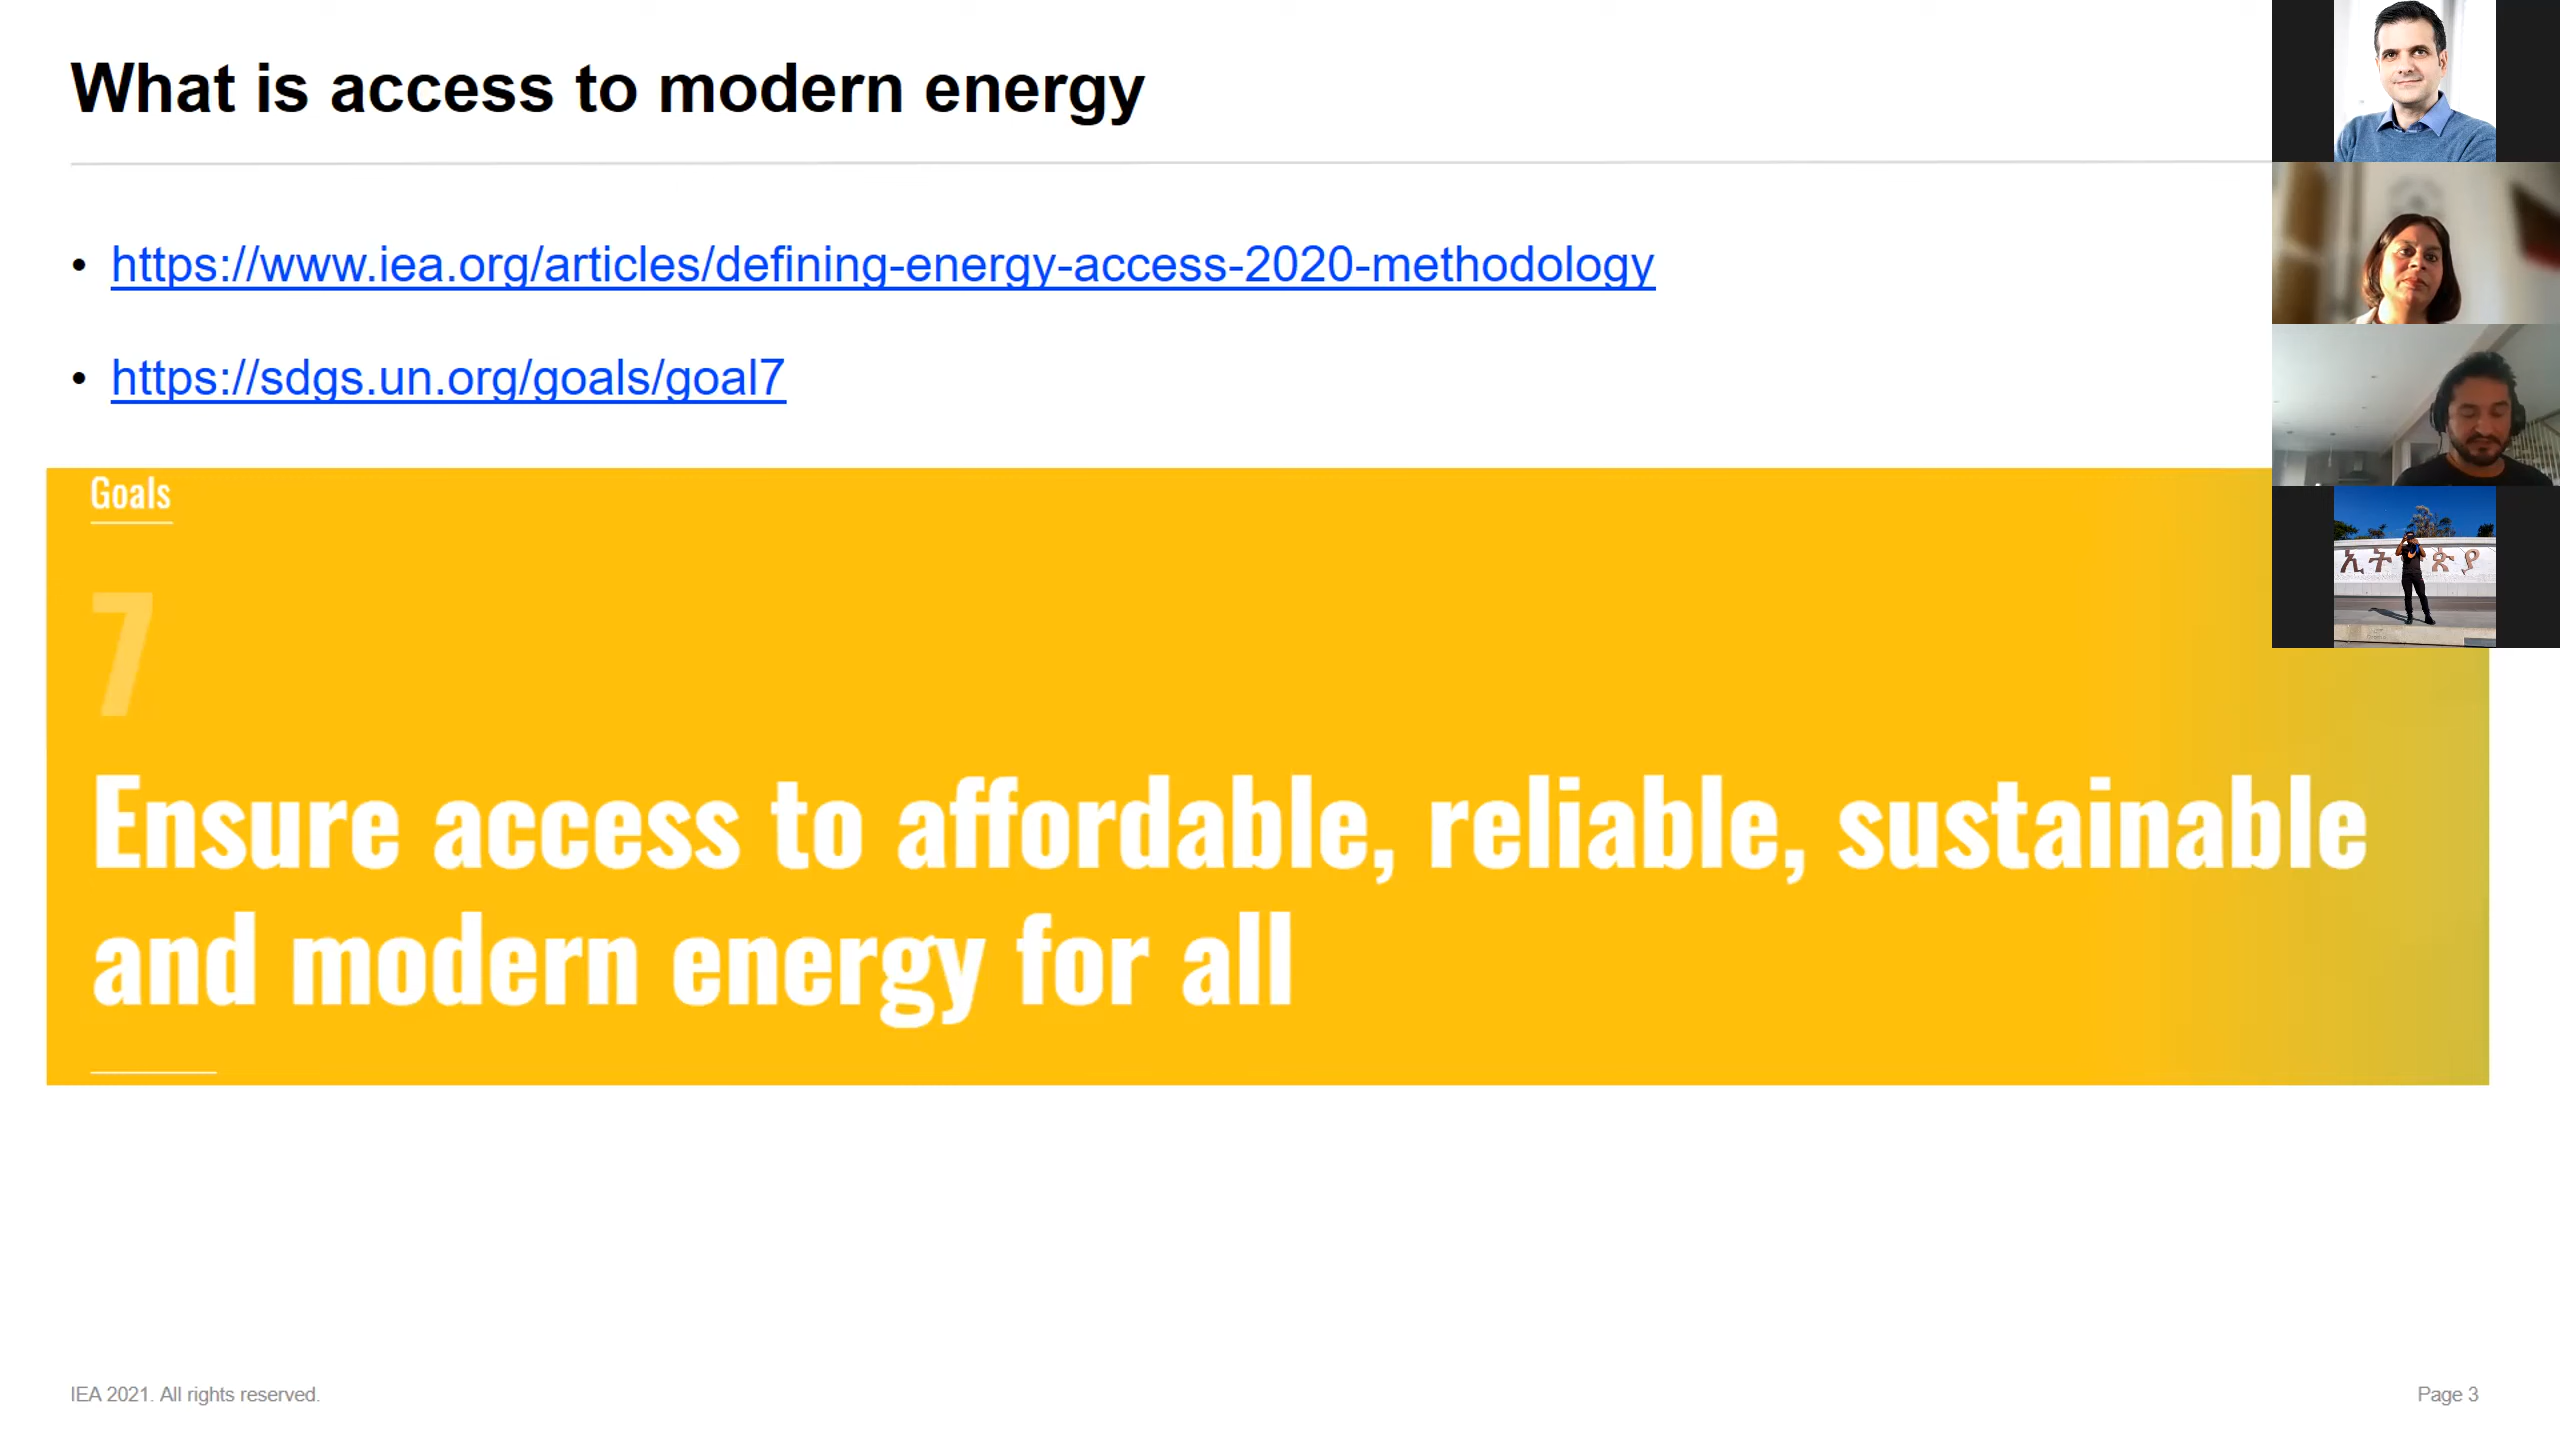 What is access to modern energy
• https://www.iea.org/articles/defining-energy-access-2020-methodology
• https://sdgs.un.org/goals/goal7
Goals
7
Ensure access to affordable, reliable, sustainable
and modern energy for all
ኢት ጵያ
IEA 2021. All rights reserved.
Page 3